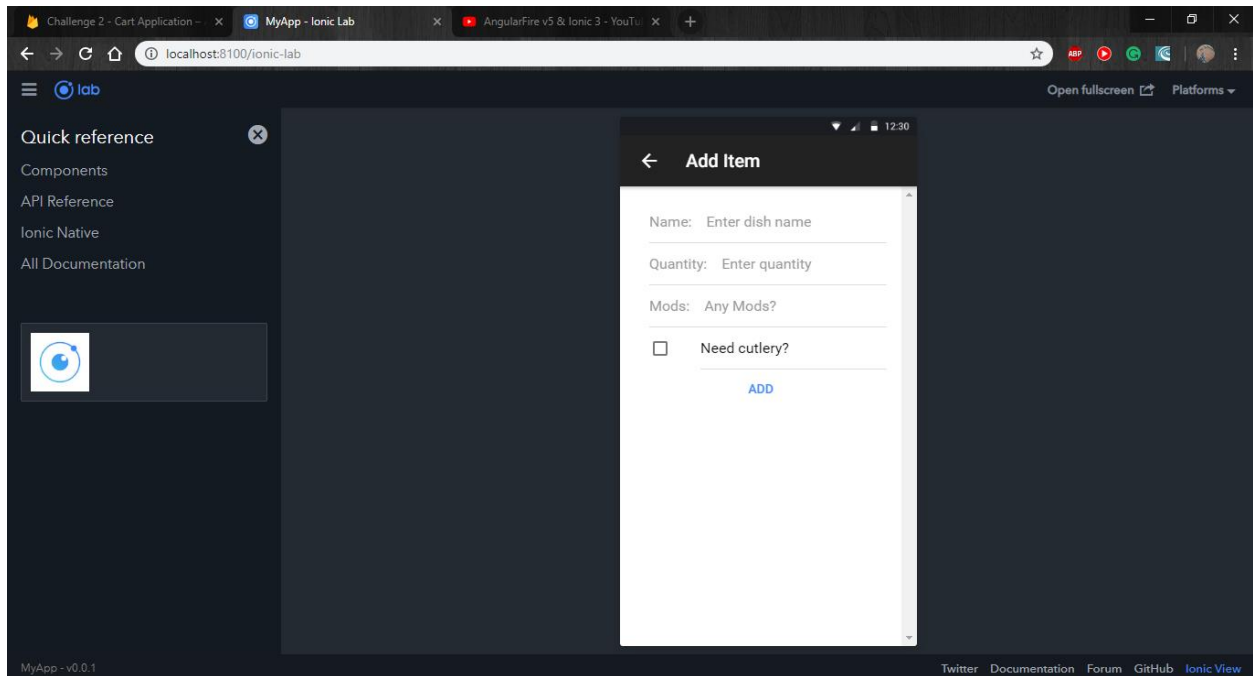 Challenge 2 - Cart Application –
MyApp - Ionic Lab
AngularFire v5 & Ionic 3 - YouTu
localhost:8100/ionic-lab
ABP
lab
Open fullscreen
Platforms
Quick reference
Components
API Reference
Ionic Native
All Documentation
12:30
Add Item
Name: Enter dish name
Quantity: Enter quantity
Mods: Any Mods?
Need cutlery?
ADD
MyApp - v0.0.1
Twitter Documentation Forum GitHub Ionic View